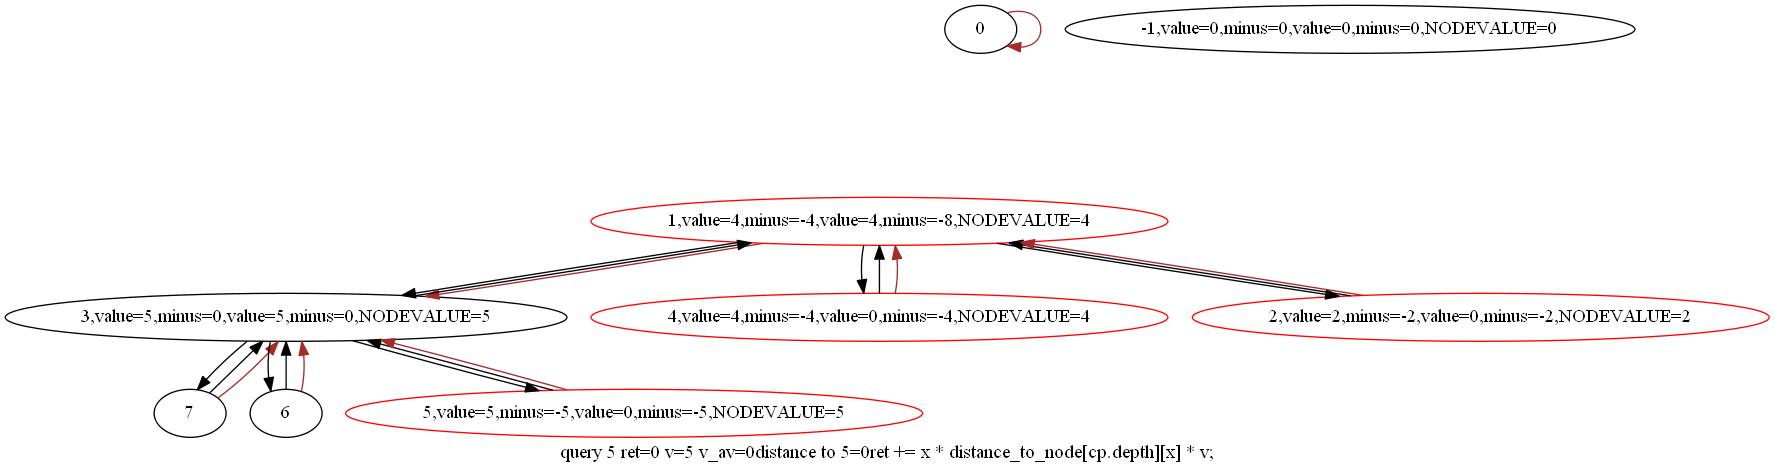 0
-1,value=0,minus=0,value=0,minus=0,NODEVALUE=0
1,value=4,minus=-4,value=4,minus=-8,NODEVALUE=4
3,value=5,minus=0,value=5,minus=0,NODEVALUE=5
4,value=4,minus=-4,value=0,minus=-4,NODEVALUE=4
2,value=2,minus=-2,value=0,minus=-2,NODEVALUE=2
7
6
5,value=5,minus=-5,value=0,minus=-5,NODEVALUE=5
query 5 ret=0 v=5 v_av=0distance to 5=0ret += x * distance_to_node[cp.depth][x] * v;